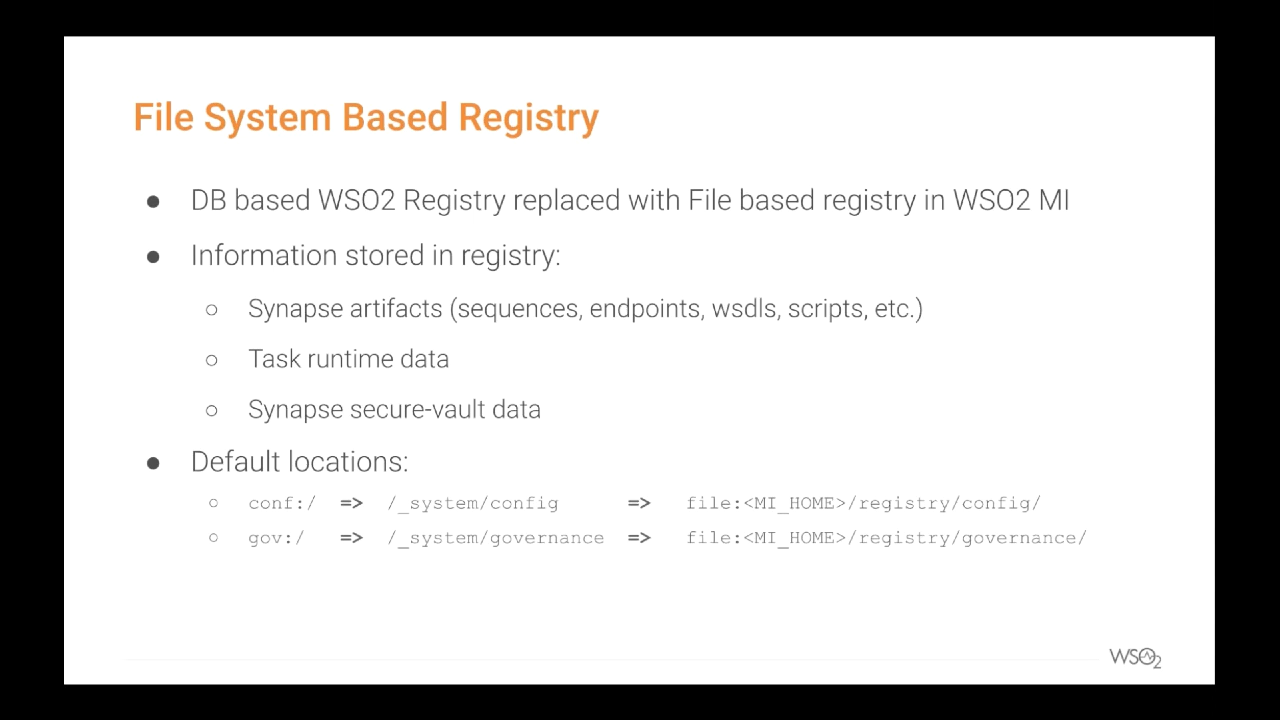 File System Based Registry
● DB based WSO2 Registry replaced with File based registry in WSO2 MI
● Information stored in registry:
○ Synapse artifacts (sequences, endpoints, wsdls, scripts, etc.)
○ Task runtime data
○ Synapse secure-vault data
● Default locations:
○ conf:/ => /_system/config => file:<MI_HOME>/registry/config/
○ gov:/ => /_system/governance => file:<MI_HOME>/registry/governance/
WSO2